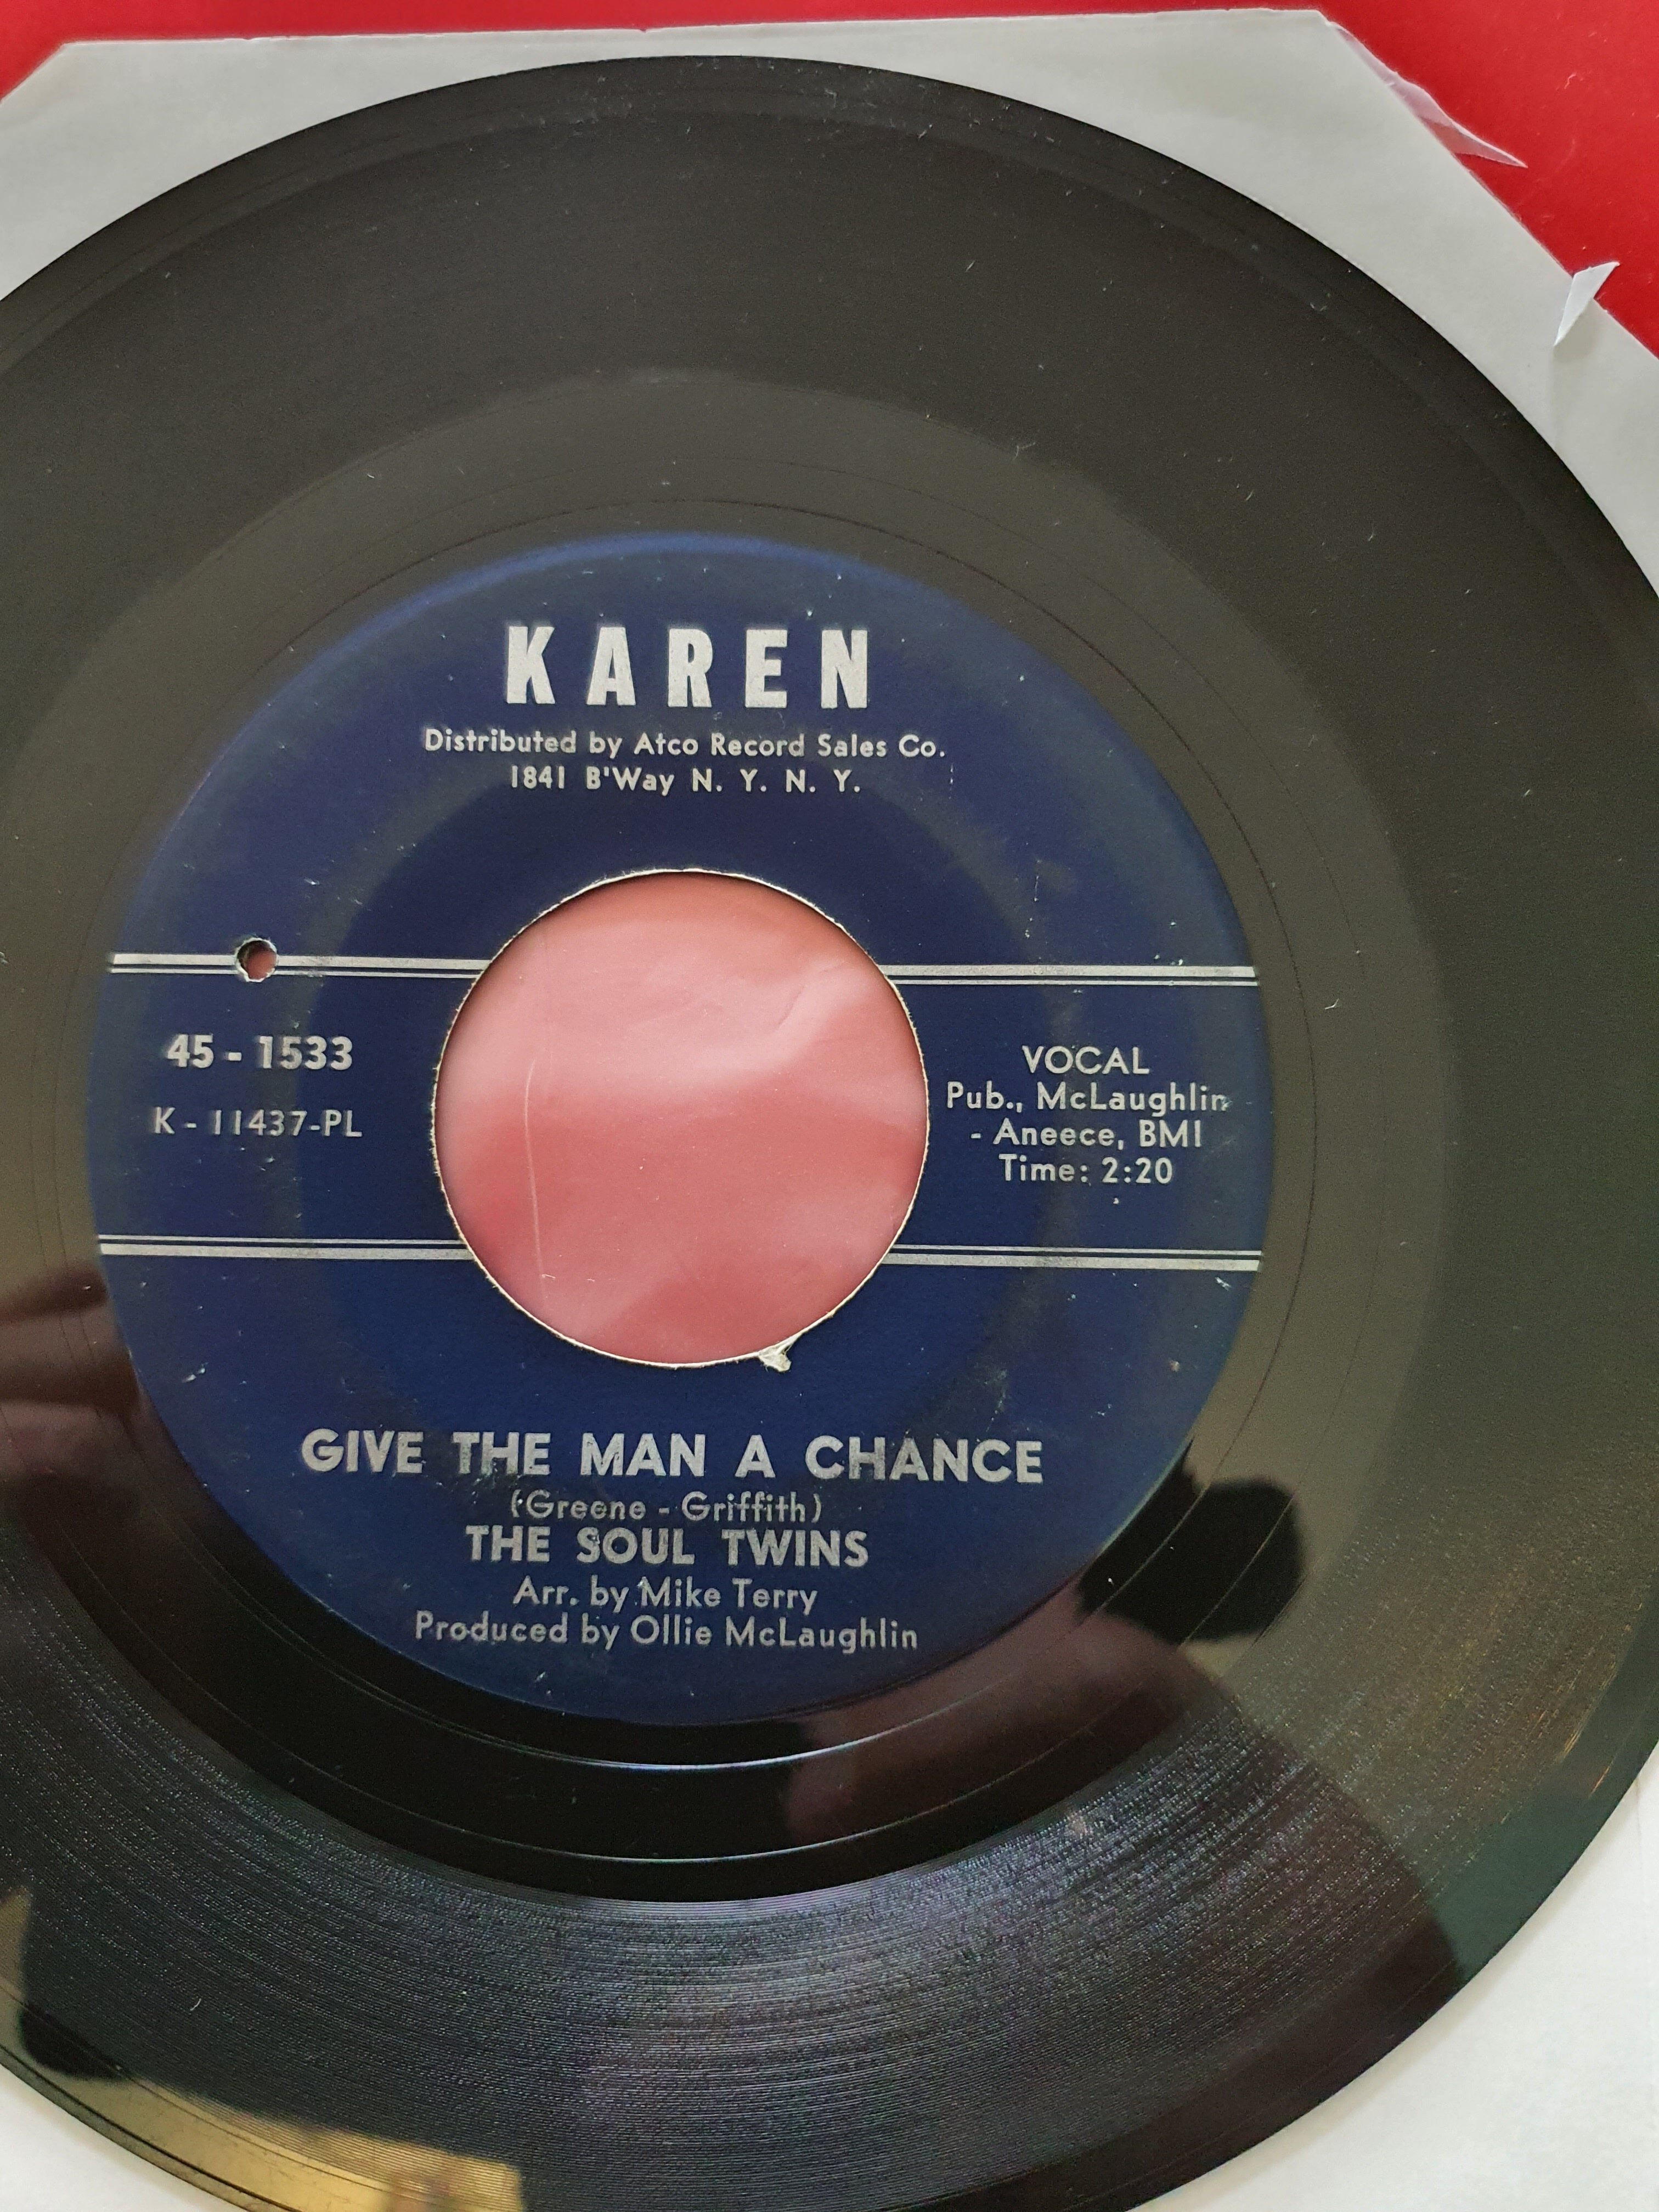 KAREN
Distributed by Atco Record Sales Co.
1841 B'Way N. Y. N. Y.
45 - 1533
K - 11437-PL
VOCAL
Pub., McLaughlin
- Aneece, BMI
Time: 2:20
GIVE THE MAN A CHANCE
(Greene - Griffith)
THE SOUL TWINS
Arr. by Mike Terry
Produced by Ollie McLaughlin